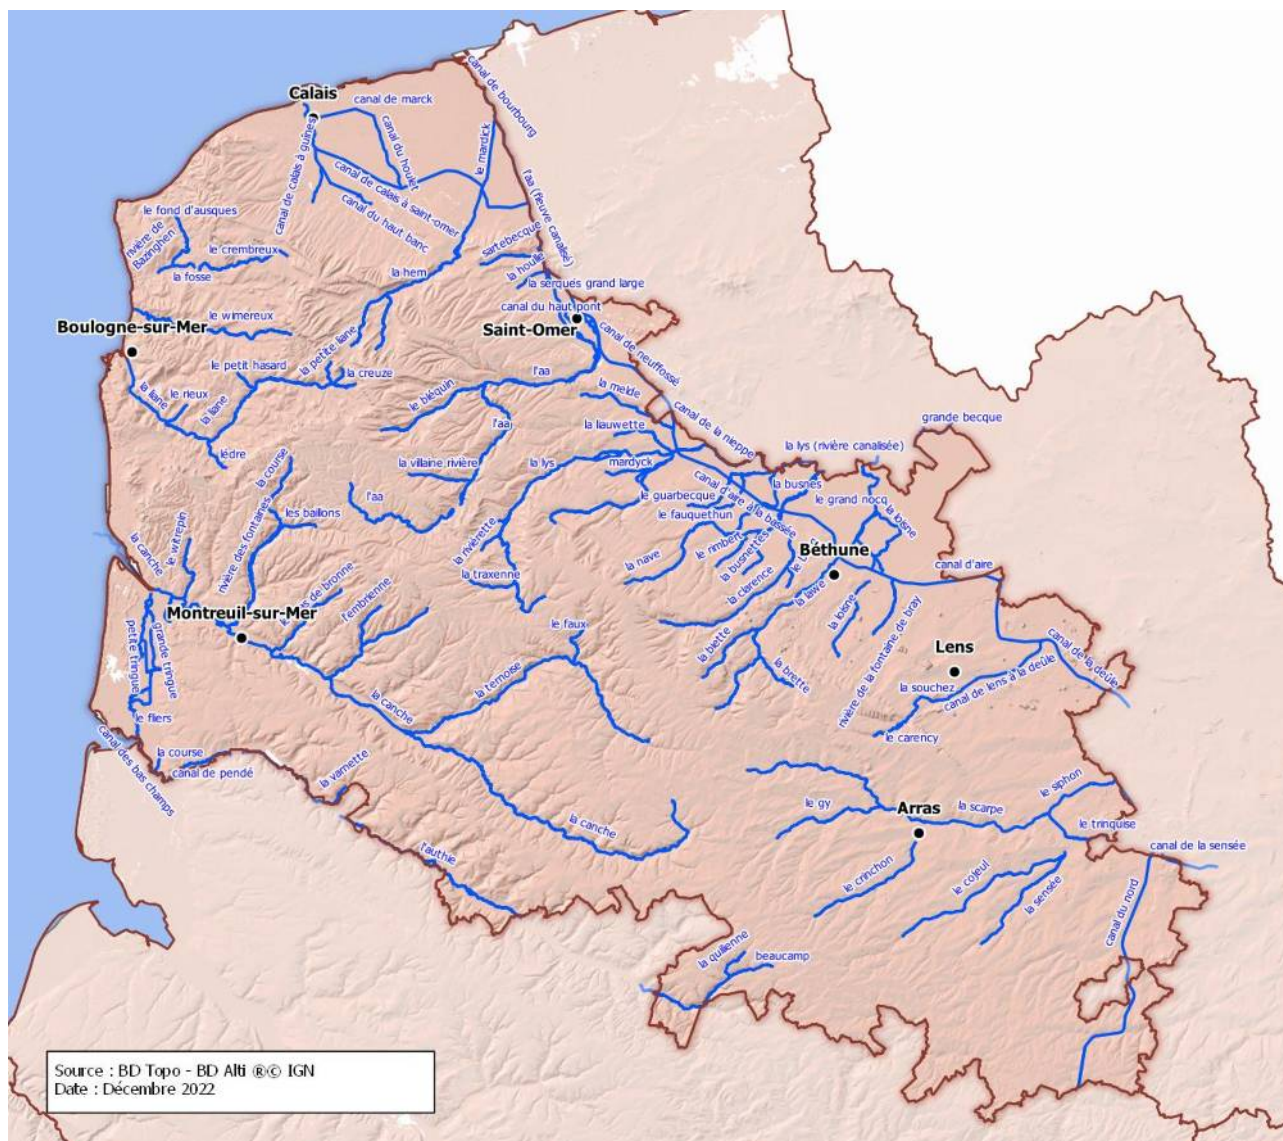 Calais
canal de marck
canal de bourbourg
canal du houlet
le mardick
canal de calais à guînes
canal de calais à saint-omer
canal du haut banc
l'aa (fleuve canalisé)
le fond d'ausques
rivière de
Bazinghen
le crembreux
la fosse
sartebecque
la houlle
la hem
la serques grand large
canal du haut pont
Saint-Omer
le wimereux
Boulogne-sur-Mer
canal de neuffossé
la petite liane
le petit hasard
la creuze
le rieux
la liane
la liane
l'aa
le bléquin
la melde
canal de la nieppe
grande becque
la lauwette
l'aa
lédre
la course
la villaine rivière
la lys
mardyck
la lys (rivière canalisée)
la busnes
canal d'aire à la bassée
le guarbecque
le grand nocq
la loisne
l'aa
les baillons
le fauquethun
rivière des fontaines
le witrepin
la canche
la rivièrette
le rimbert
la busnettes
Béthune
la nave
la traxenne
la clarence
la lawe
canal d'aire
Montreuil-sur-Mer
de bronne
l'embrienne
le faux
la loisne
rivière de la fontaine de bray
petite tringue
grande tringue
la biette
la brette
Lens
canal de la deûle
la souchez
canal de lens à la deûle
la ternoise
la canche
le fliers
le carency
canal des bas champs
la course
canal de pendé
la varnette
le gy
Arras
la scarpe
le siphon
la canche
le trinquise
canal de la sensée
l'authie
le crinchon
le cojeul
la sensée
canal du nord
la quilienne
beaucamp
Source : BD Topo - BD Alti ®© IGN
Date : Décembre 2022